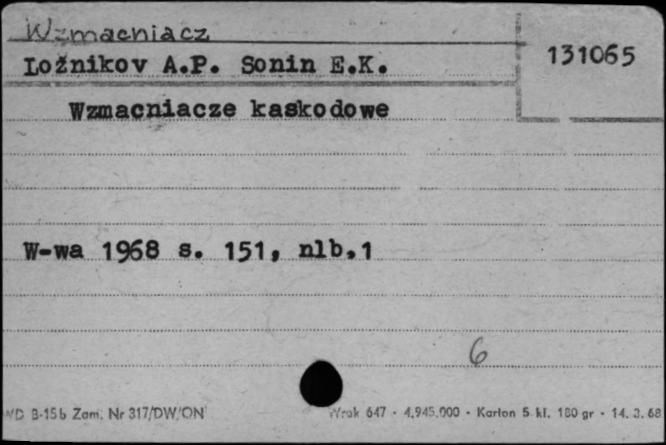 Wzmacniacz
131065
Ložnikov A.P. Sonin E.K.
Wzmacniacze kaskodowe
W-wa 1968 s. 151, nlb.1
6
WD B-15b Zam. Nr 317/DW/ON Wrak 647 - 4.945.000 - Karton 5 kl. 180 gr - 14. 3. 68